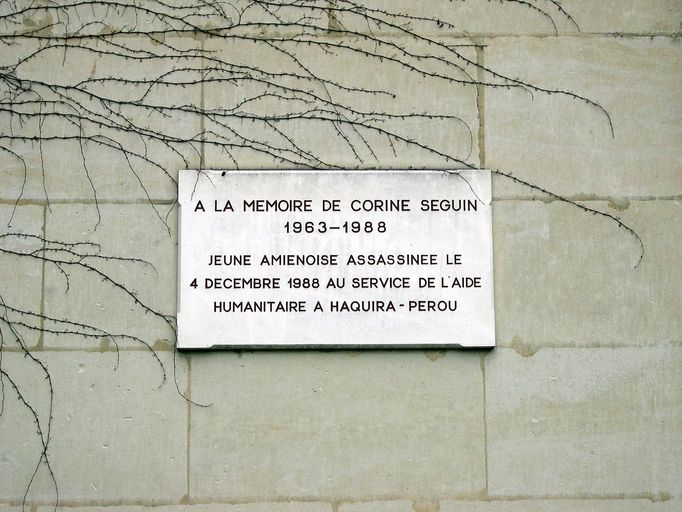 A LA MEMOIRE DE CORINE SEGUIN
1963-1988
JEUNE AMIENOISE ASSASSINEE LE
4 DECEMBRE 1988 AU SERVICE DE L'AIDE
HUMANITAIRE A HAQUIRA - PEROU